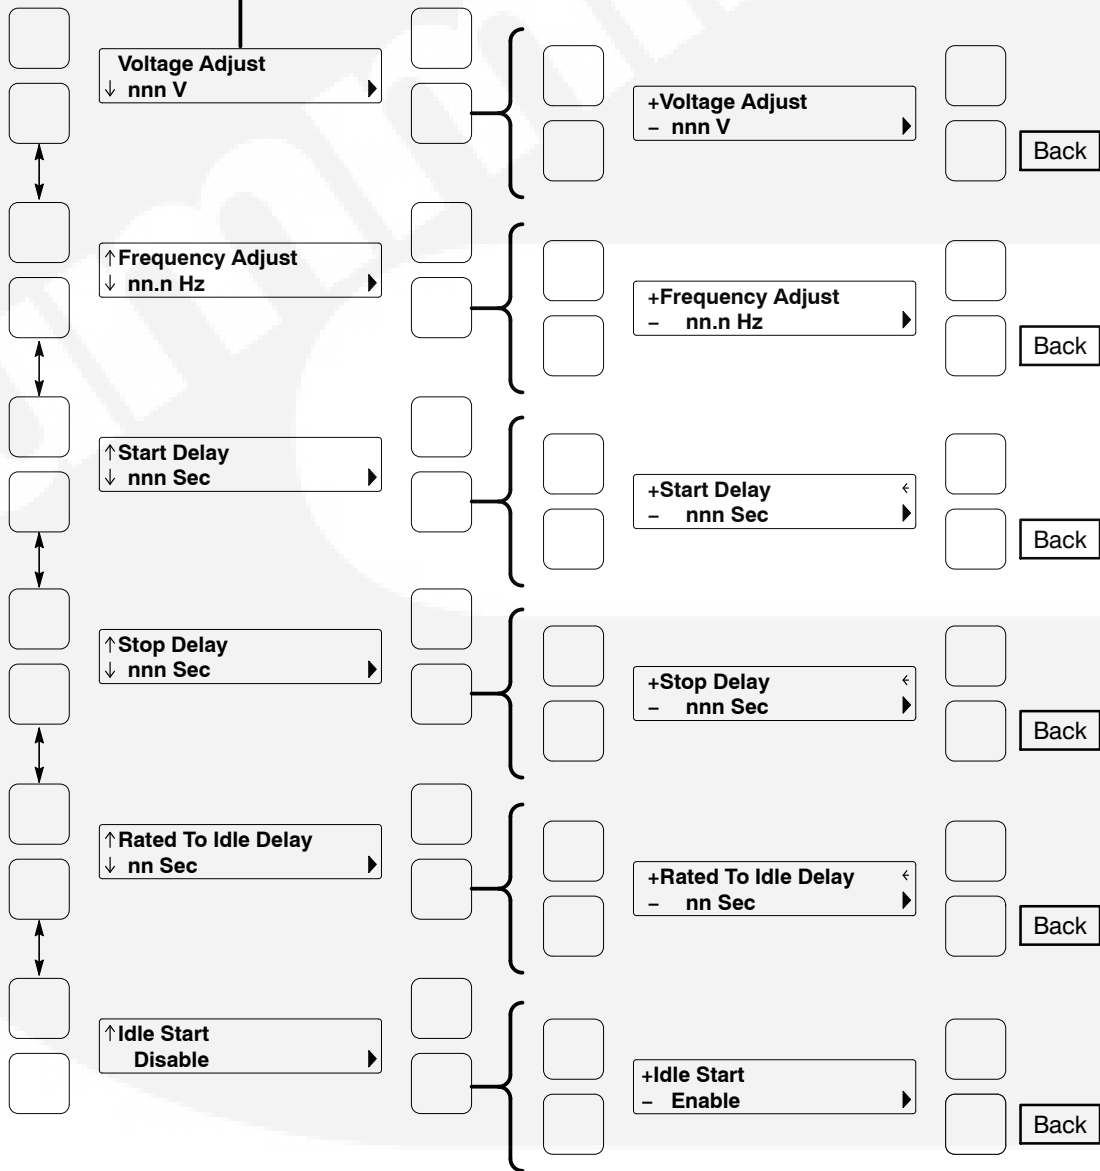 Voltage Adjust
↓ nnn V
+Voltage Adjust
– nnn V
Back
↑Frequency Adjust
↓ nn.n Hz
+Frequency Adjust
– nn.n Hz
Back
↑Start Delay
↓ nnn Sec
+Start Delay
– nnn Sec
Back
↑Stop Delay
↓ nnn Sec
+Stop Delay
– nnn Sec
Back
↑Rated To Idle Delay
↓ nn Sec
+Rated To Idle Delay
– nn Sec
Back
↑Idle Start
Disable
+Idle Start
– Enable
Back